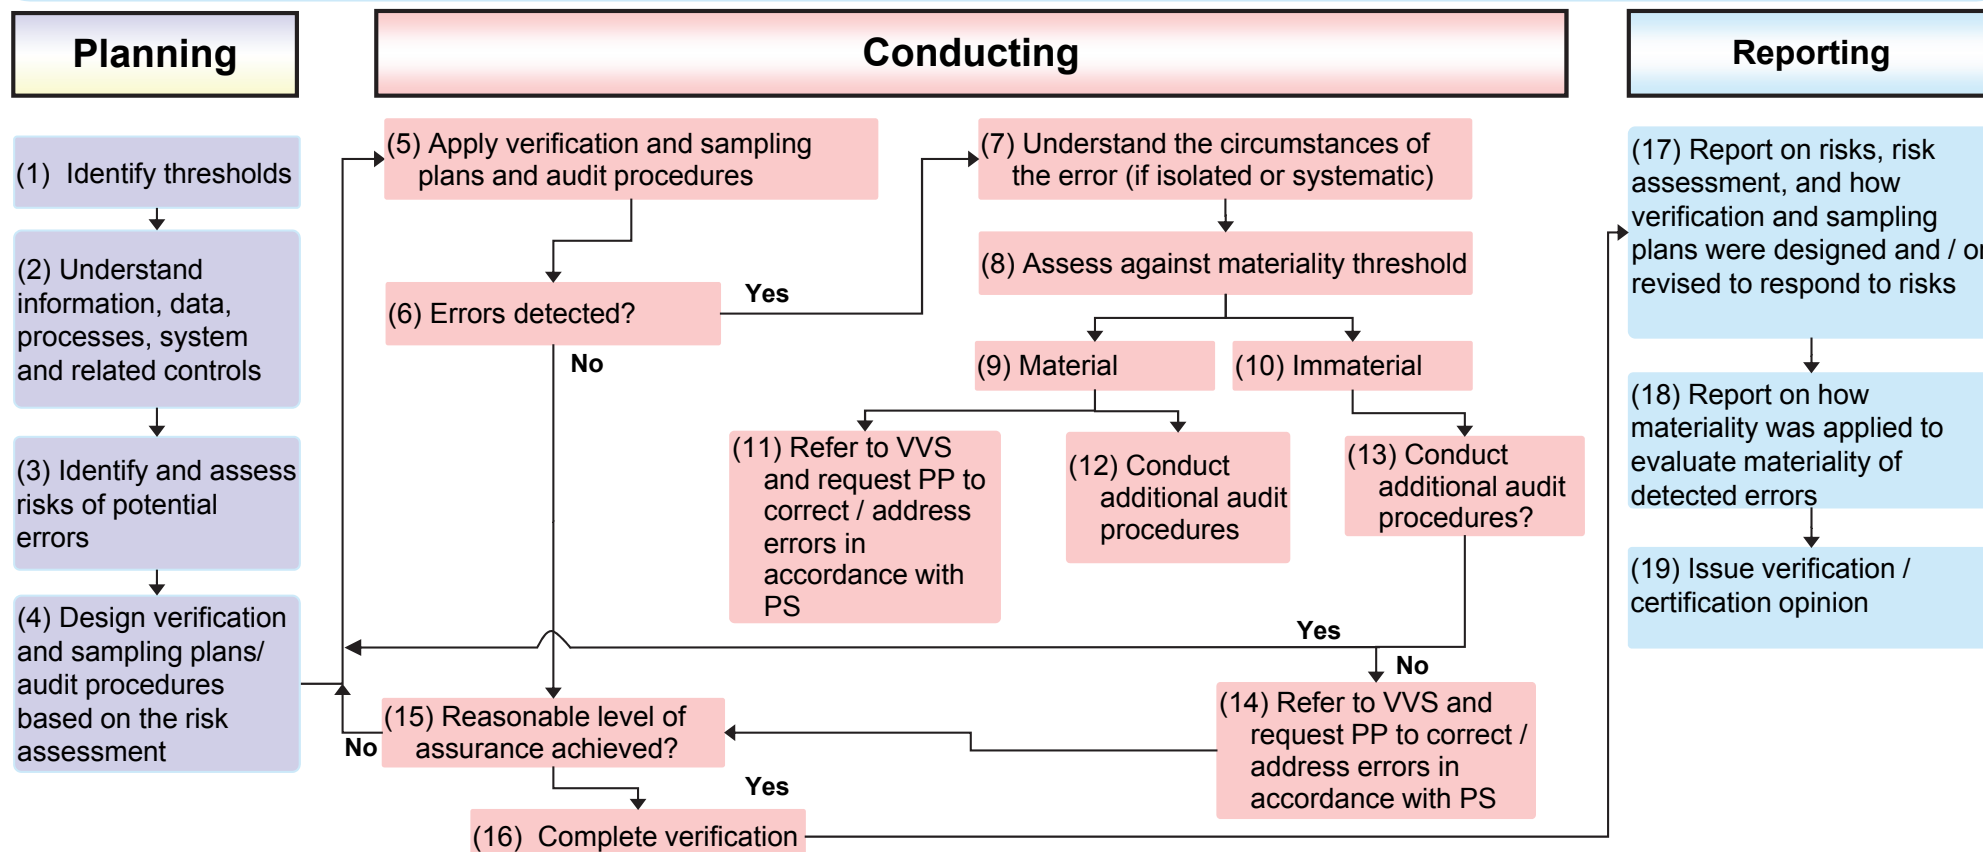 Planning
Conducting
Reporting
(1) Identify thresholds
(2) Understand
information, data,
processes, system
and related controls
(3) Identify and assess
risks of potential
errors
(4) Design verification
and sampling plans/
audit procedures
based on the risk
assessment
(5) Apply verification and sampling
plans and audit procedures
(6) Errors detected?
Yes
No
(7) Understand the circumstances of
the error (if isolated or systematic)
(8) Assess against materiality threshold
(9) Material
(10) Immaterial
(11) Refer to VVS
and request PP to
correct / address
errors in
accordance with
PS
(12) Conduct
additional audit
procedures
(13) Conduct
additional audit
procedures?
Yes
No
(14) Refer to VVS and
request PP to correct /
address errors in
accordance with PS
(15) Reasonable level of
assurance achieved?
No
Yes
(16) Complete verification
(17) Report on risks, risk
assessment, and how
verification and sampling
plans were designed and / or
revised to respond to risks
(18) Report on how
materiality was applied to
evaluate materiality of
detected errors
(19) Issue verification /
certification opinion